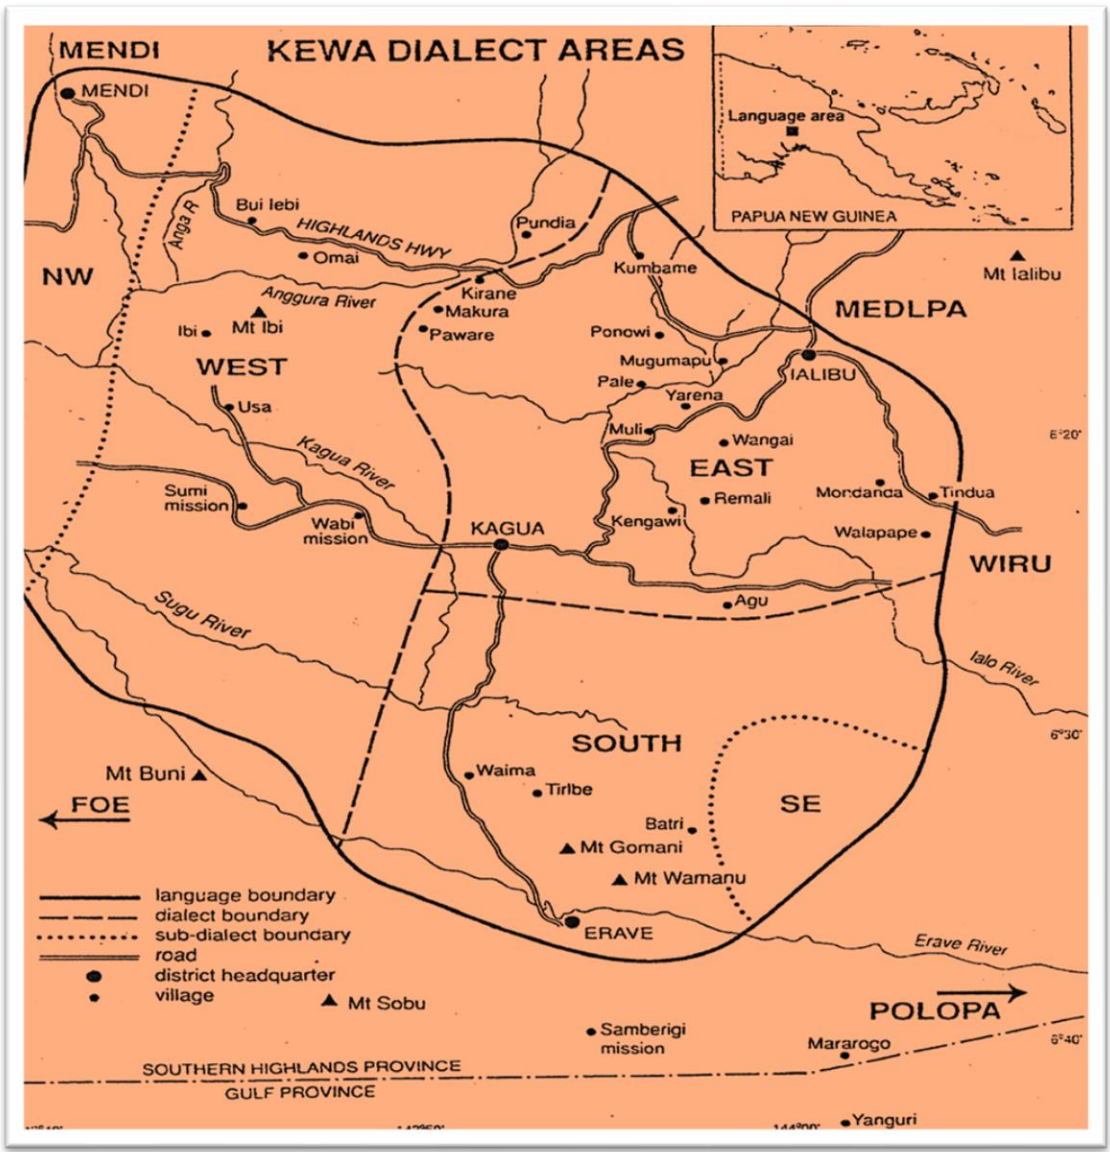 MENDI
KEWA DIALECT AREAS
MENDI
Language area
PAPUA NEW GUINEA
Bui Iebi
Anga R
HIGHLANDS HWY
Pundia
Omai
Kumbame
Mt Ialibu
NW
Anggura River
Kirane
Makura
MEDLPA
Ibi
Mt Ibi
Paware
Ponowi
WEST
Mugumapu
IALIBU
Pale
Yarena
Usa
Muli
Wangai
6°20'
Kagua River
EAST
Sumi
mission
Remali
Mondanda
Tindua
Wabi
mission
KAGUA
Kengawi
Walapape
WIRU
Sugu River
Agu
Ialo River
6°30'
SOUTH
Mt Buni
Waima
Tirlbe
SE
FOE
Batri
Mt Gomani
Mt Wamanu
language boundary
dialect boundary
sub-dialect boundary
road
district headquarter
village
ERAVE
Erave River
Mt Sobu
POLOPA
Samberigi
mission
Mararogo
6°40'
SOUTHERN HIGHLANDS PROVINCE
GULF PROVINCE
Yanguri